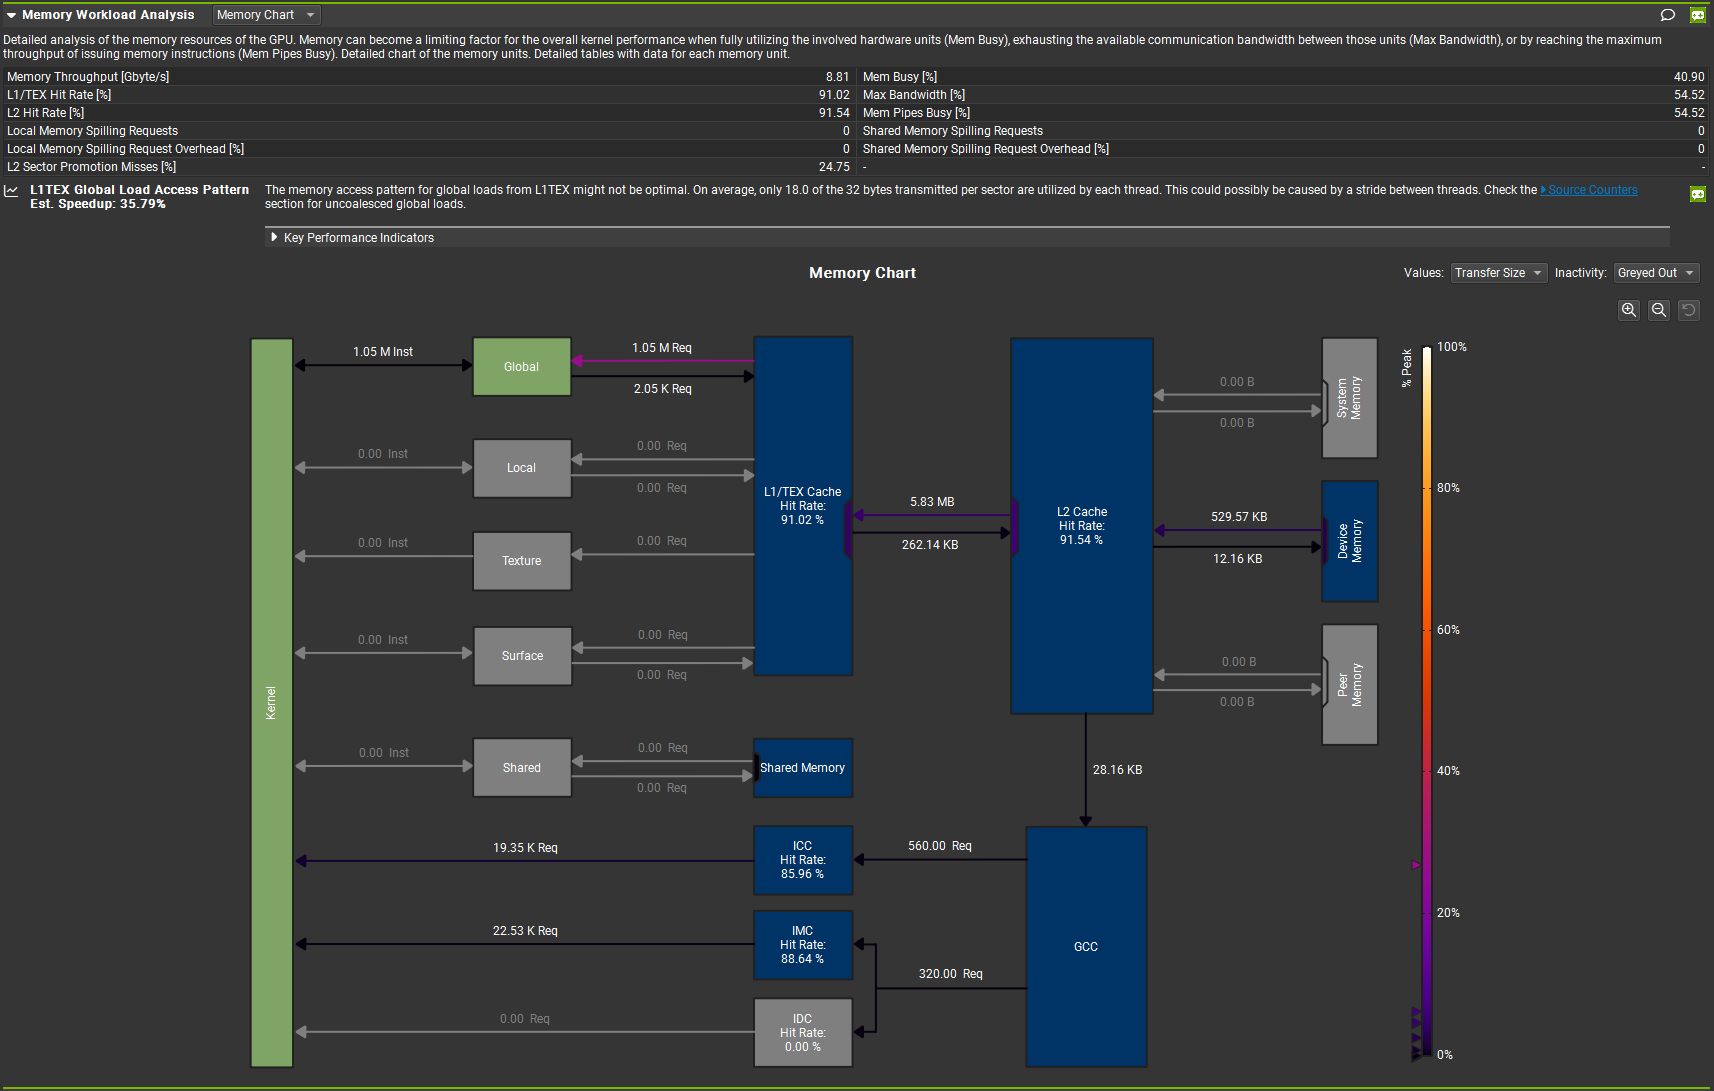 Memory Workload Analysis
Memory Chart
Detailed analysis of the memory resources of the GPU. Memory can become a limiting factor for the overall kernel performance when fully utilizing the involved hardware units (Mem Busy), exhausting the available communication bandwidth between those units (Max Bandwidth), or by reaching the maximum
throughput of issuing memory instructions (Mem Pipes Busy). Detailed chart of the memory units. Detailed tables with data for each memory unit.
Memory Throughput [Gbyte/s] 8.81 Mem Busy [%] 40.90
L1/TEX Hit Rate [%] 91.02 Max Bandwidth [%] 54.52
L2 Hit Rate [%] 91.54 Mem Pipes Busy [%] 54.52
Local Memory Spilling Requests 0 Shared Memory Spilling Requests 0
Local Memory Spilling Request Overhead [%] 0 Shared Memory Spilling Request Overhead [%] 0
L2 Sector Promotion Misses [%] 24.75 - -
L1TEX Global Load Access Pattern
Est. Speedup: 35.79%
The memory access pattern for global loads from L1TEX might not be optimal. On average, only 18.0 of the 32 bytes transmitted per sector are utilized by each thread. This could possibly be caused by a stride between threads. Check the Source Counters
section for uncoalesced global loads.
Key Performance Indicators
Memory Chart
Values: Transfer Size Inactivity: Greyed Out
Kernel
1.05 M Inst
Global
1.05 M Req
2.05 K Req
0.00 Inst
Local
0.00 Req
0.00 Req
0.00 Inst
Texture
0.00 Req
0.00 Inst
Surface
0.00 Req
0.00 Req
0.00 Inst
Shared
0.00 Req
0.00 Req
L1/TEX Cache
Hit Rate:
91.02 %
Shared Memory
5.83 MB
262.14 KB
L2 Cache
Hit Rate:
91.54 %
0.00 B
0.00 B
System
Memory
529.57 KB
12.16 KB
Device
Memory
0.00 B
0.00 B
Peer
Memory
28.16 KB
19.35 K Req
ICC
Hit Rate:
85.96 %
560.00 Req
22.53 K Req
IMC
Hit Rate:
88.64 %
320.00 Req
0.00 Req
IDC
Hit Rate:
0.00 %
GCC
% Peak
100%
80%
60%
40%
20%
0%